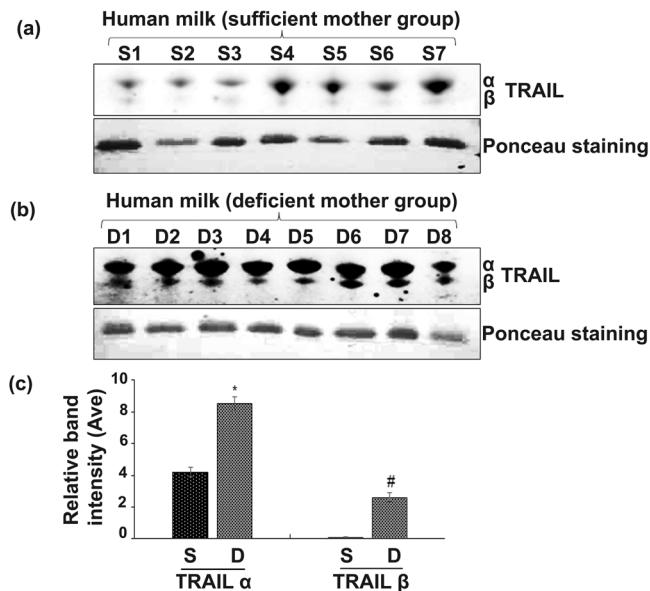 (a)
Human milk (sufficient mother group)
S1 S2 S3 S4 S5 S6 S7
α
β
TRAIL
Ponceau staining
(b)
Human milk (deficient mother group)
D1 D2 D3 D4 D5 D6 D7 D8
α
β
TRAIL
Ponceau staining
(c)
Relative band
intensity (Ave)
10
8
6
4
2
0
*
#
S D S D
TRAIL α TRAIL β